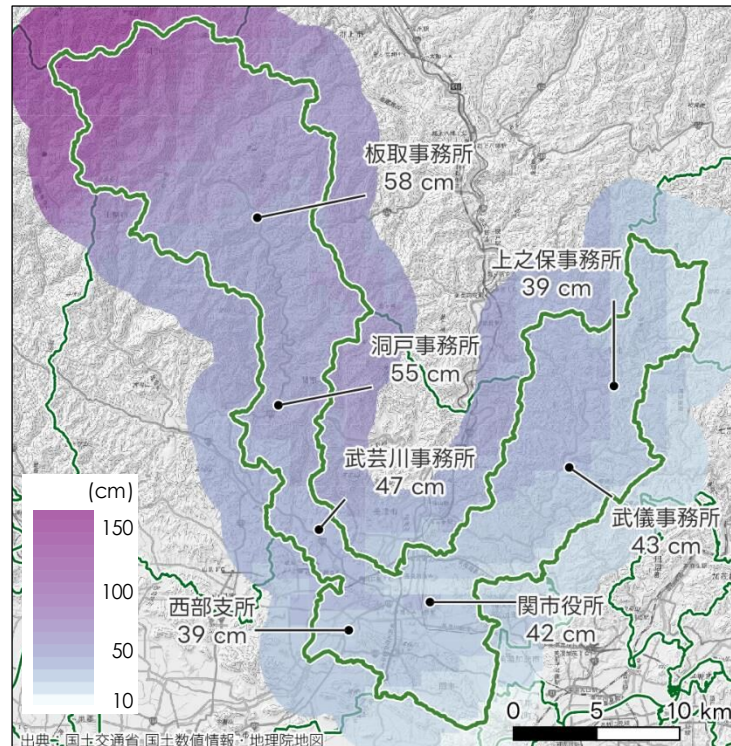 板取事務所
58 cm
上之保事務所
39 cm
洞戸事務所
55 cm
武芸川事務所
47 cm
武儀事務所
43 cm
西部支所
39 cm
関市役所
42 cm
(cm)
150
100
50
10
0 5 10 km
出典：国土交通省 国土数値情報・地理院地図